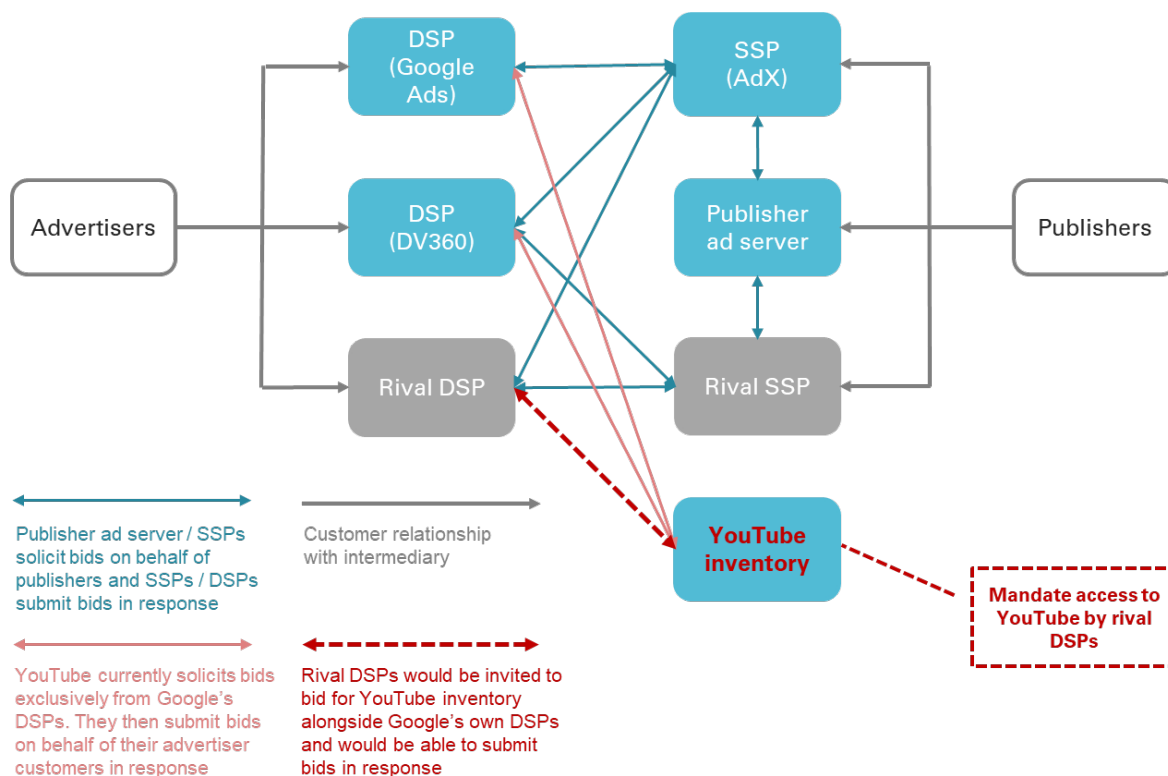 DSP
(Google
Ads)
SSP
(AdX)
Advertisers
DSP
(DV360)
Publisher
ad server
Publishers
Rival DSP
Rival SSP
YouTube
inventory
Mandate access to
YouTube by rival
DSPs
Publisher ad server / SSPs
solicit bids on behalf of
publishers and SSPs / DSPs
submit bids in response
Customer relationship
with intermediary
YouTube currently solicits bids
exclusively from Google’s
DSPs. They then submit bids
on behalf of their advertiser
customers in response
Rival DSPs would be invited to
bid for YouTube inventory
alongside Google’s own DSPs
and would be able to submit
bids in response